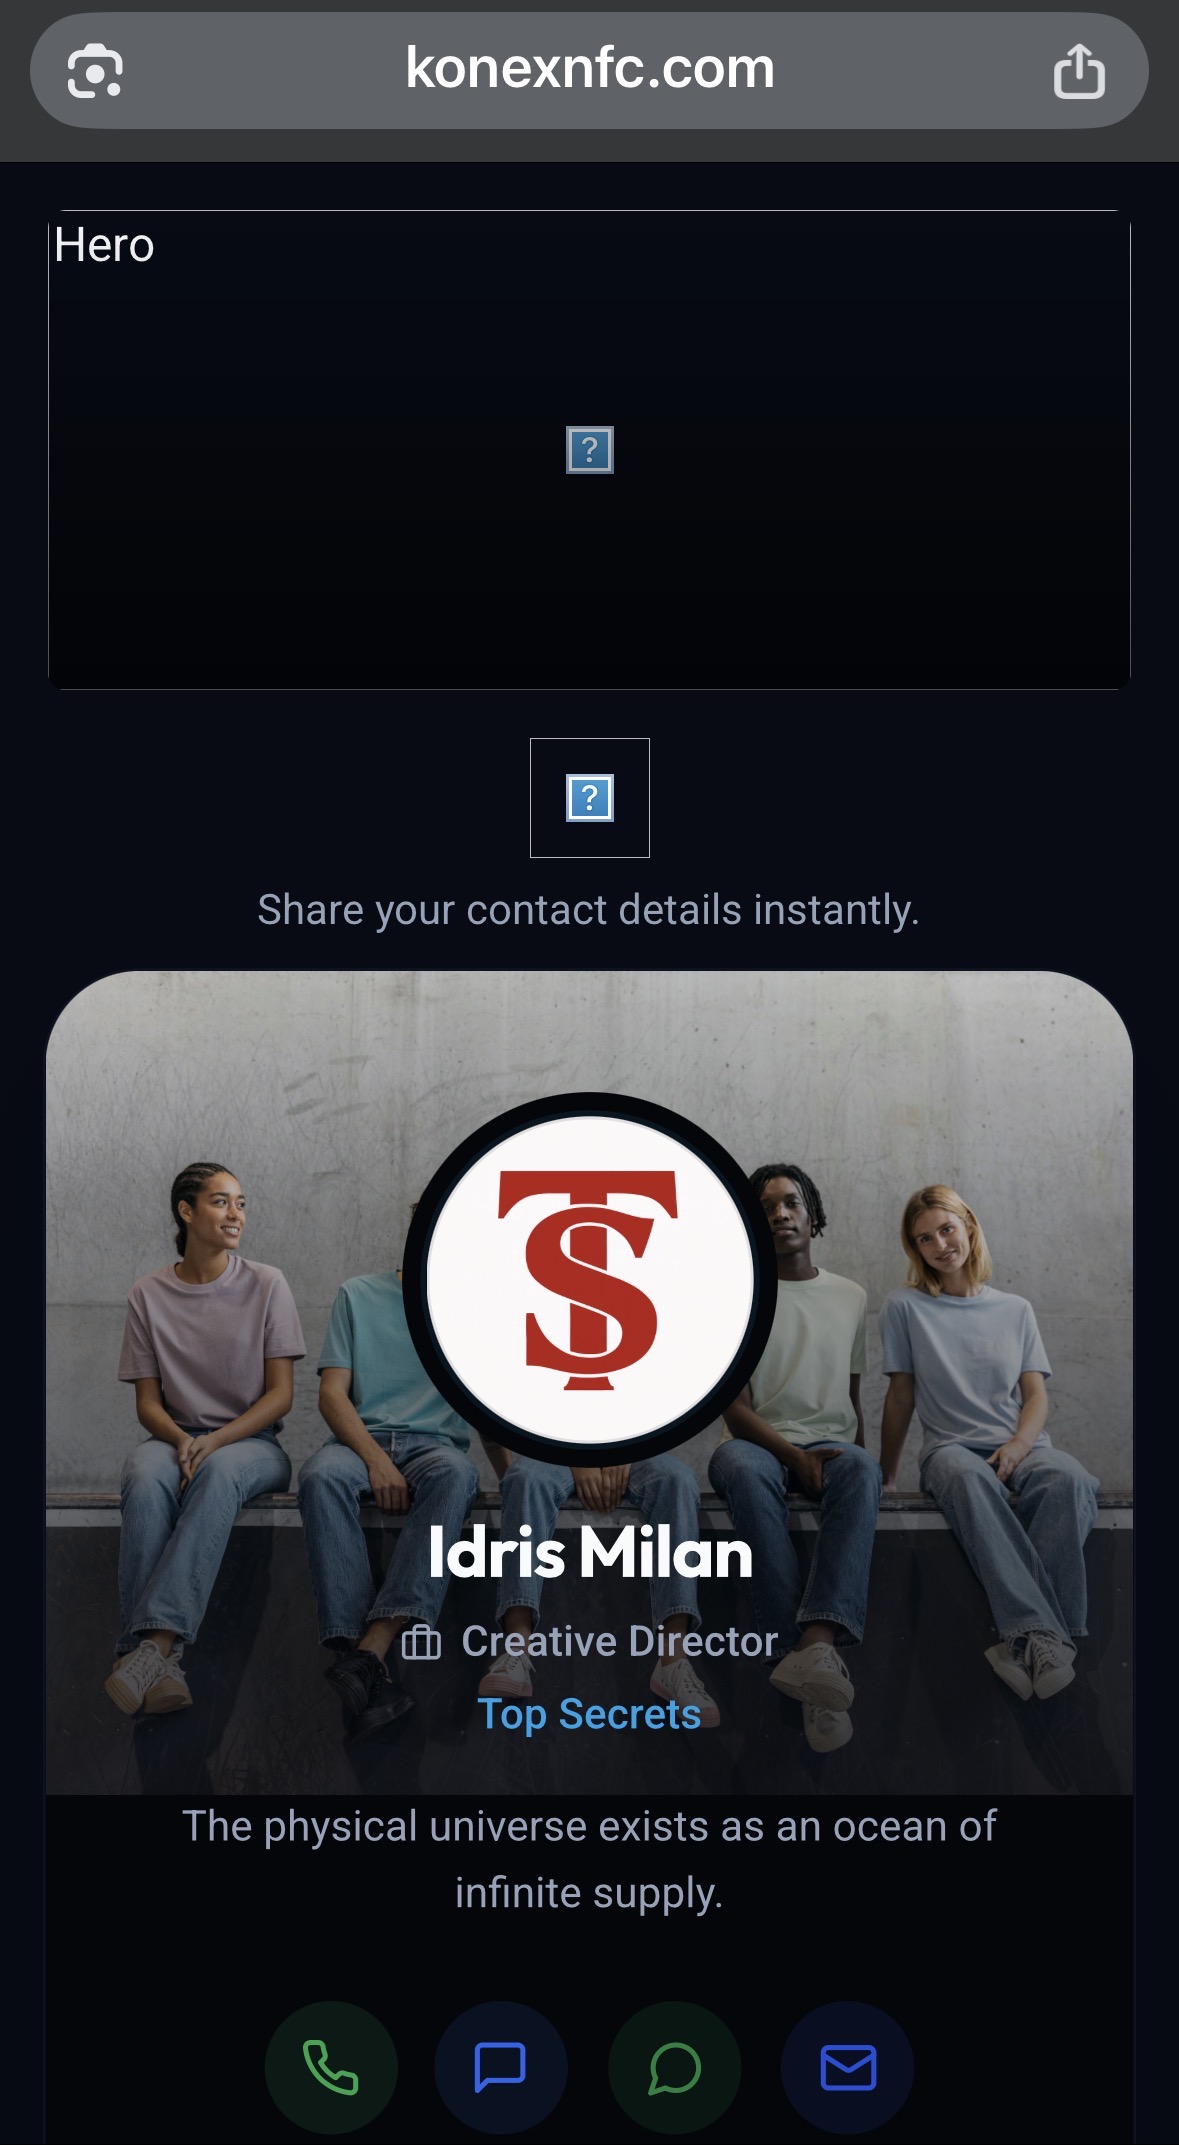 konexnfc.com
Hero
?
?
Share your contact details instantly.
TS
Idris Milan
Creative Director
Top Secrets
The physical universe exists as an ocean of
infinite supply.